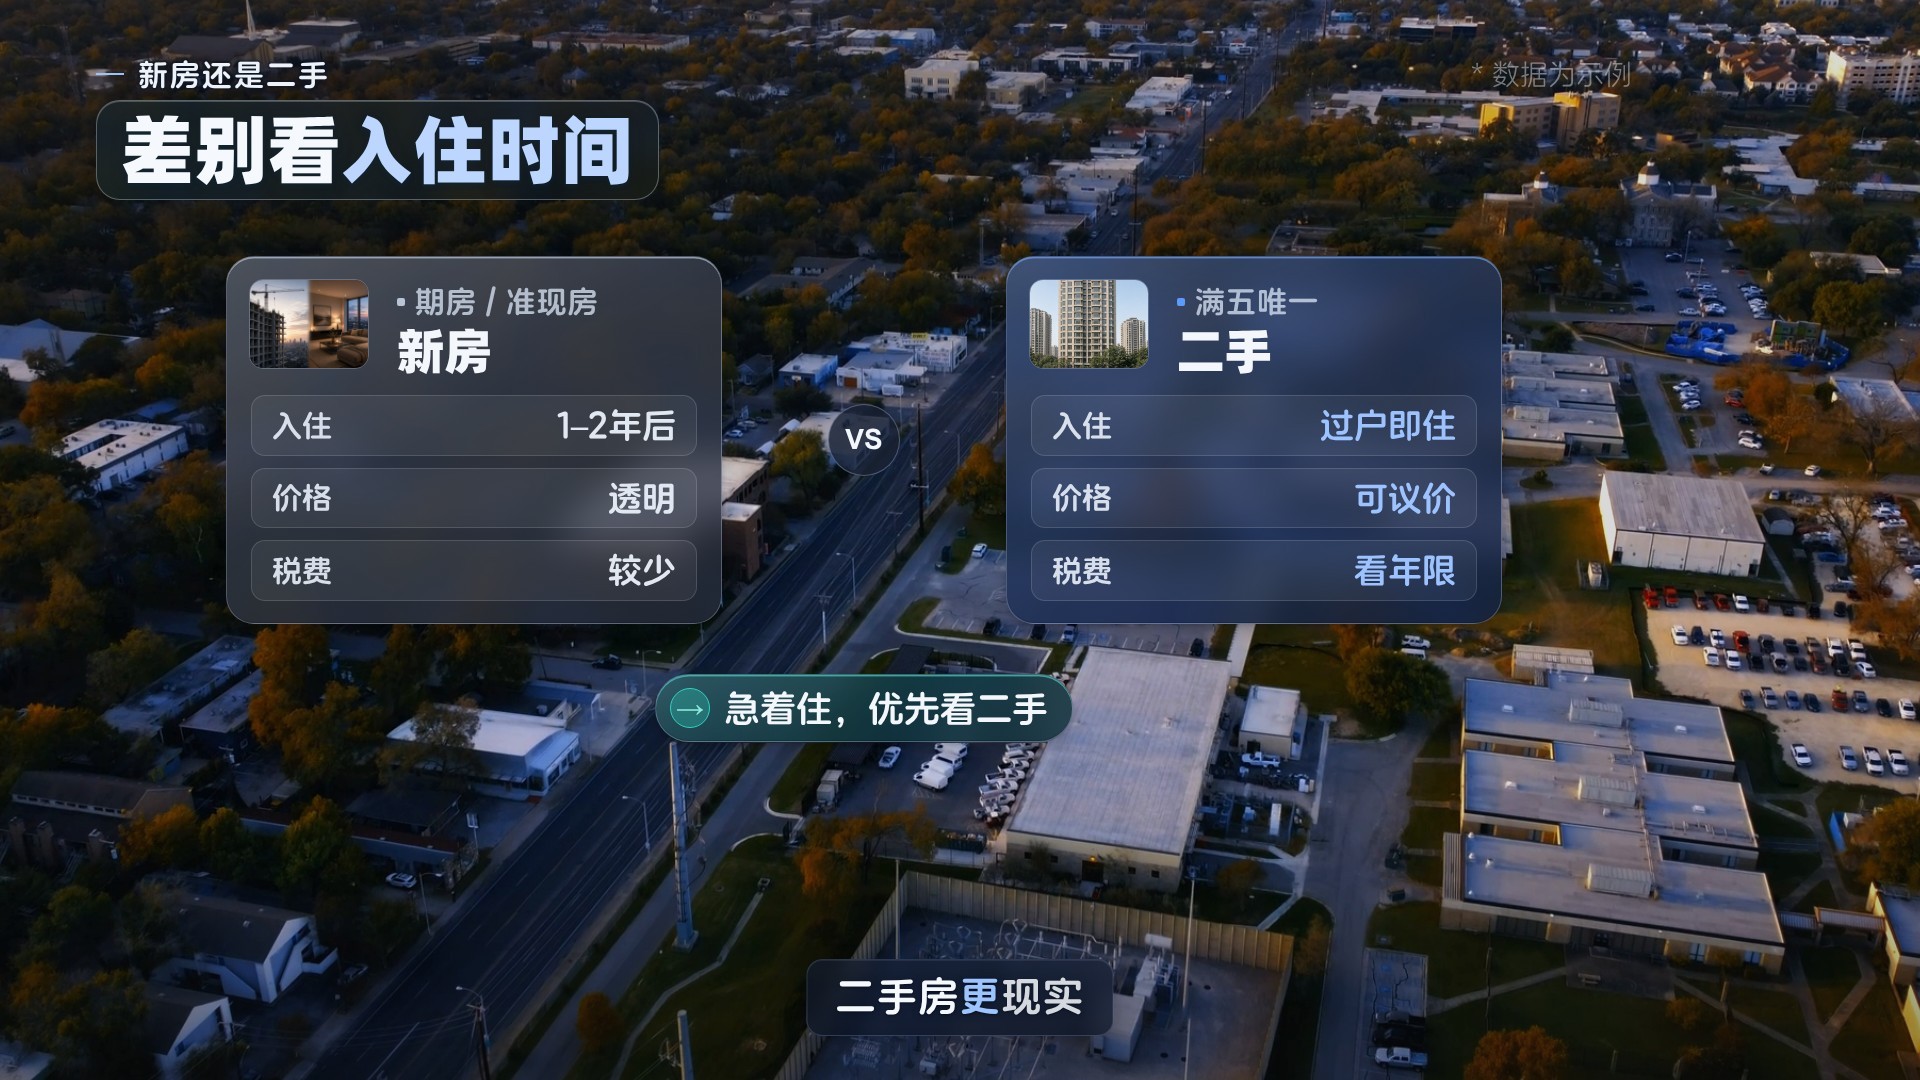 新房还是二手
* 数据为示例
差别看入住时间
期房 / 准现房
新房
入住 1–2年后
价格 透明
税费 较少
VS
满五唯一
二手
入住 过户即住
价格 可议价
税费 看年限
急着住，优先看二手
二手房更现实